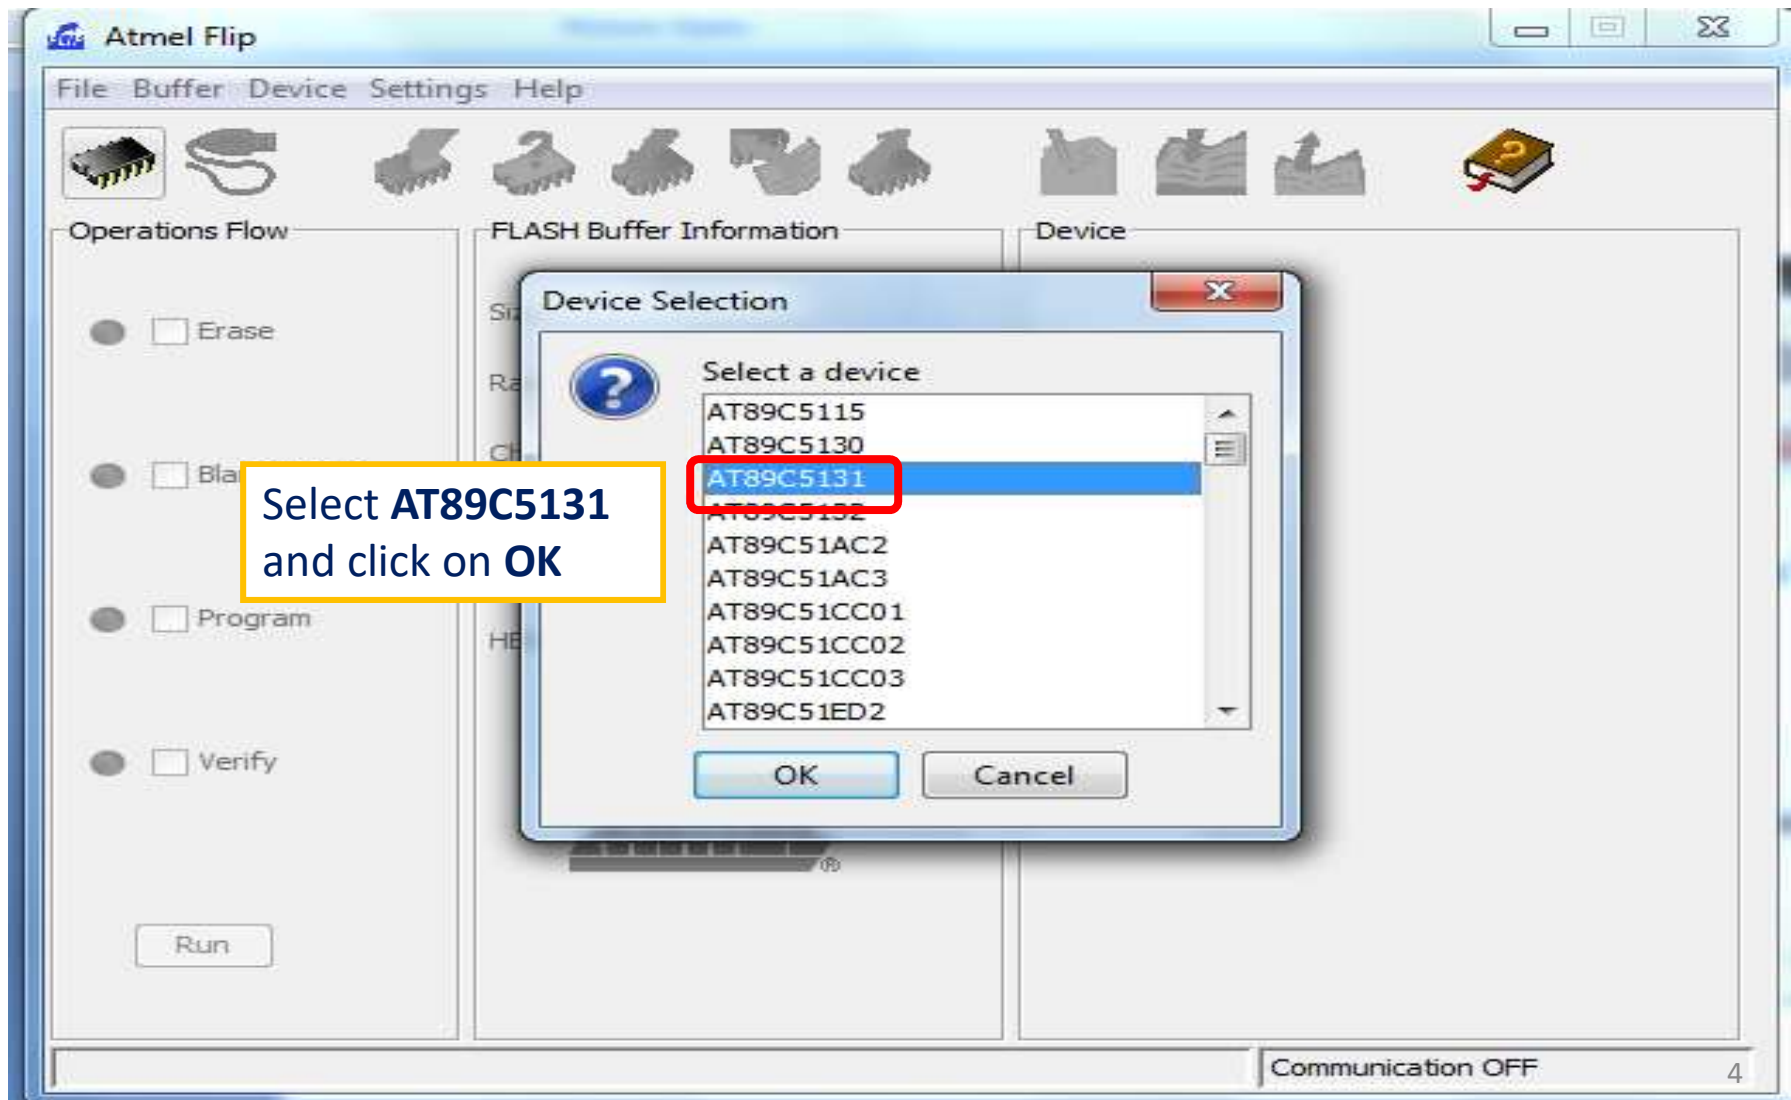 Atmel Flip
File Buffer Device Settings Help
Operations Flow
FLASH Buffer Information
Device
Erase
Program
Verify
Run
Device Selection
Select a device
AT89C5115
AT89C5130
AT89C5131
AT89C5132
AT89C51AC2
AT89C51AC3
AT89C51CC01
AT89C51CC02
AT89C51CC03
AT89C51ED2
OK
Cancel
Select AT89C5131
and click on OK
®
Communication OFF
4